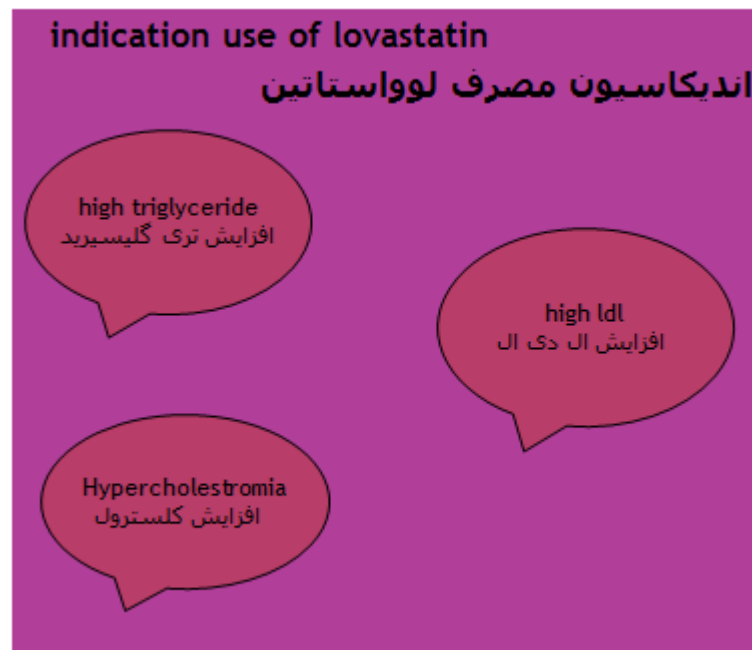 indication use of lovastatin
اندیکاسیون مصرف لوواستاتین
high triglyceride
افزایش تری گلیسیرید
high ldl
افزایش ال دی ال
Hypercholestromia
افزایش کلسترول